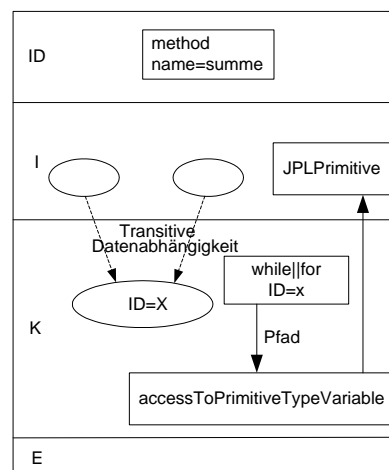 ID
method
name=summe
I
JPLPrimitive
Transitive
Datenabhängigkeit
ID=X
while||for
ID=x
K
Pfad
accessToPrimitiveTypeVariable
E